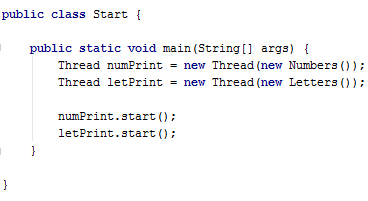 public class Start {
public static void main(String[] args) {
Thread numPrint = new Thread(new Numbers());
Thread letPrint = new Thread(new Letters());
numPrint.start();
letPrint.start();
}
}